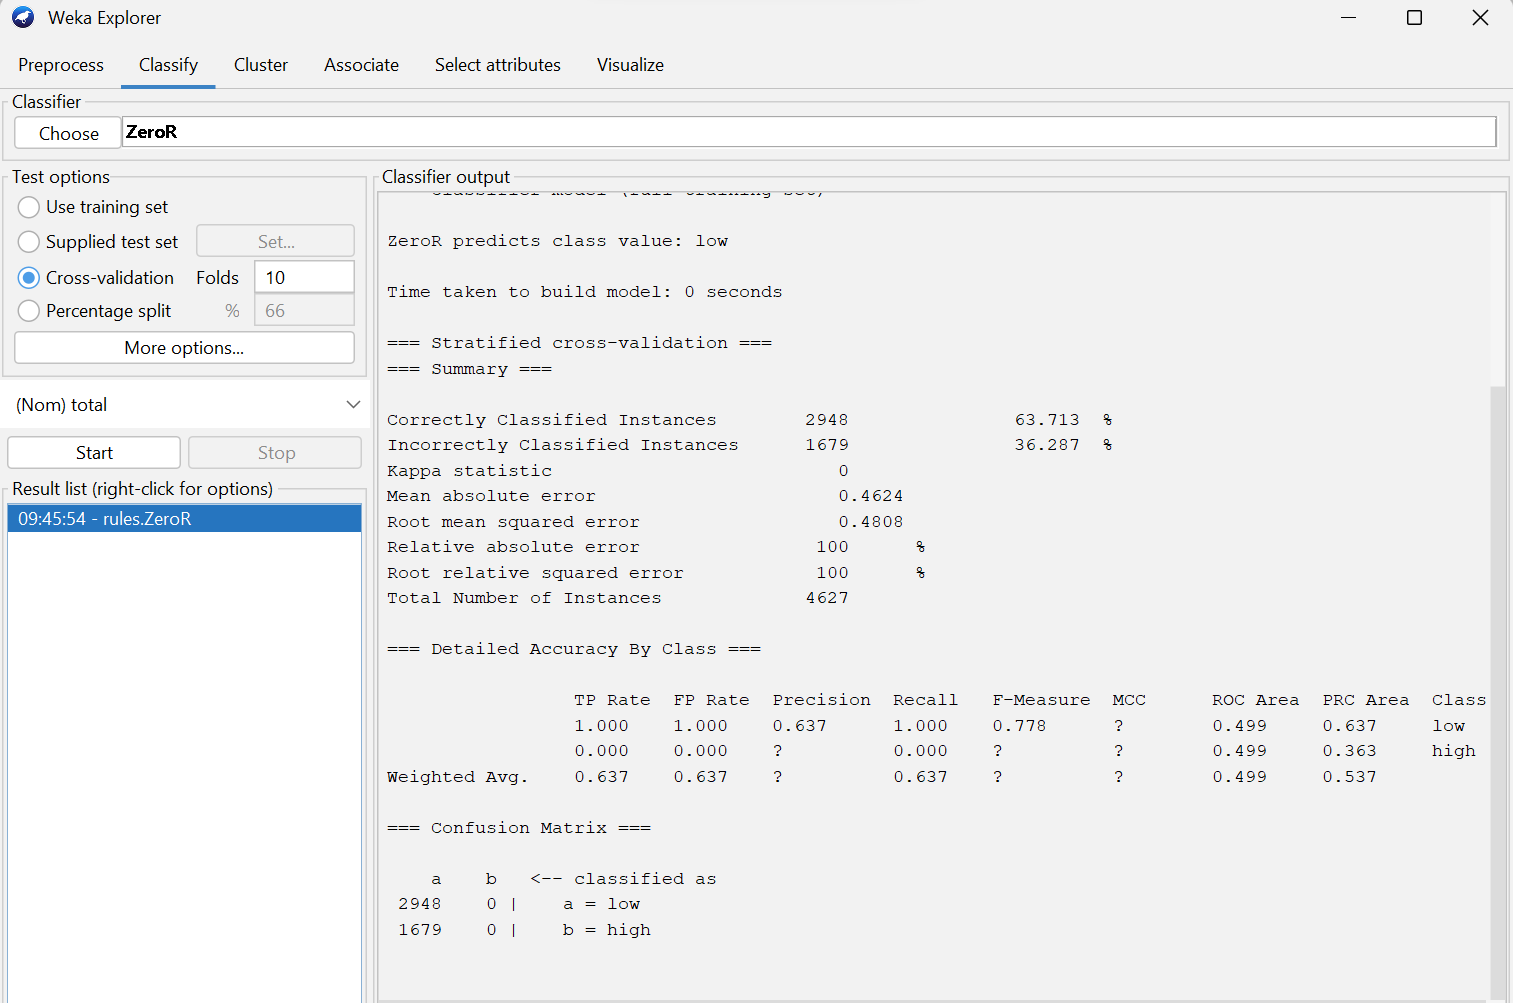 Weka Explorer
Preprocess Classify Cluster Associate Select attributes Visualize
Classifier
Choose ZeroR
Test options
Use training set
Supplied test set Set...
Cross-validation Folds 10
Percentage split % 66
More options...
(Nom) total
Start Stop
Result list (right-click for options)
09:45:54 - rules.ZeroR
Classifier output
ZeroR predicts class value: low
Time taken to build model: 0 seconds
=== Stratified cross-validation ===
=== Summary ===
Correctly Classified Instances 2948 63.713 %
Incorrectly Classified Instances 1679 36.287 %
Kappa statistic 0
Mean absolute error 0.4624
Root mean squared error 0.4808
Relative absolute error 100 %
Root relative squared error 100 %
Total Number of Instances 4627
=== Detailed Accuracy By Class ===
TP Rate FP Rate Precision Recall F-Measure MCC ROC Area PRC Area Class
1.000 1.000 0.637 1.000 0.778 ? 0.499 0.637 low
0.000 0.000 ? 0.000 ? ? 0.499 0.363 high
Weighted Avg. 0.637 0.637 ? 0.637 ? ? 0.499 0.537
=== Confusion Matrix ===
a b <-- classified as
2948 0 | a = low
1679 0 | b = high